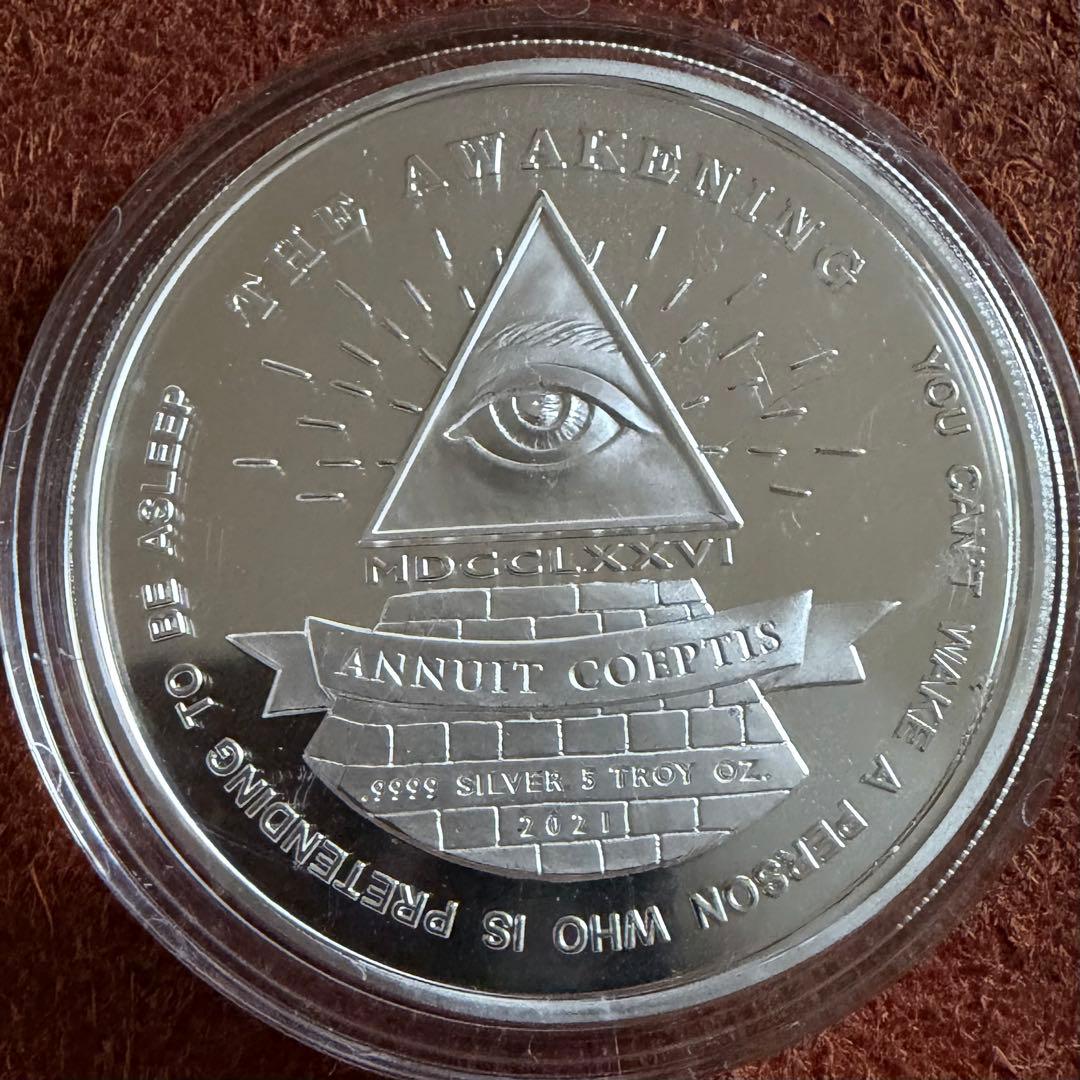 THE AWAKENING
YOU CAN'T WAKE A PERSON WHO IS PRETENDING TO BE ASLEEP
MDCCLXXVI
ANNUIT COEPTIS
.9999 SILVER 5 TROY OZ.
2021